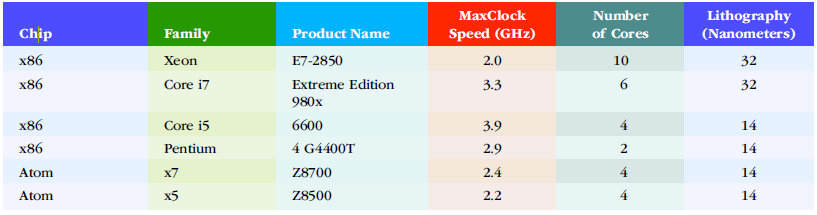 MaxClock Number Lithography
Chip Family Product Name Speed (GHz) of Cores (Nanometers)
x86 Xeon E7-2850 2.0 10 32
x86 Core i7 Extreme Edition 3.3 6 32
980x
x86 Core i5 6600 3.9 4 14
x86 Pentium 4 G4400T 2.9 2 14
Atom x7 Z8700 2.4 4 14
Atom x5 Z8500 2.2 4 14